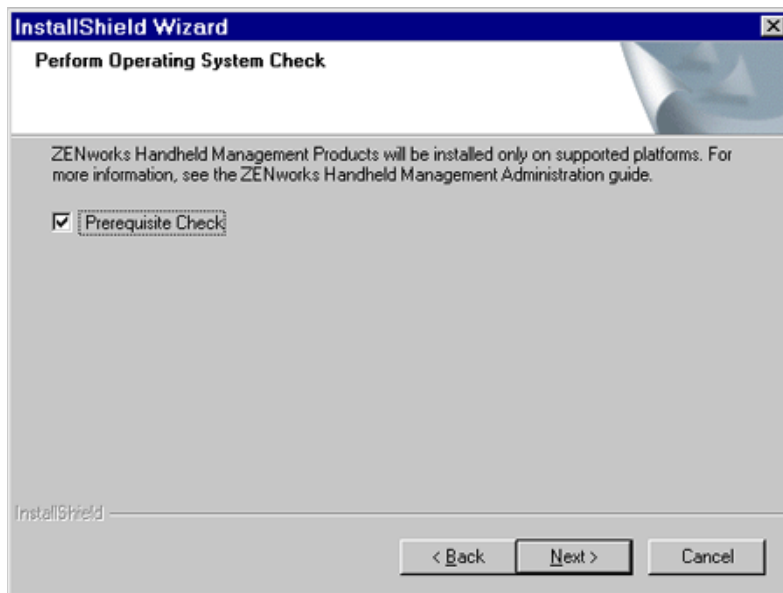 InstallShield Wizard
Perform Operating System Check
ZENworks Handheld Management Products will be installed only on supported platforms. For
more information, see the ZENworks Handheld Management Administration guide.
Prerequisite Check
InstallShield
< Back Next > Cancel